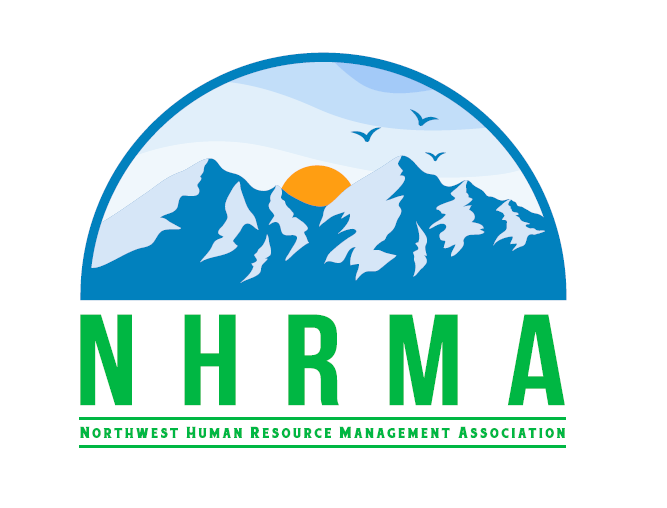 NHRMA
Northwest Human Resource Management Association